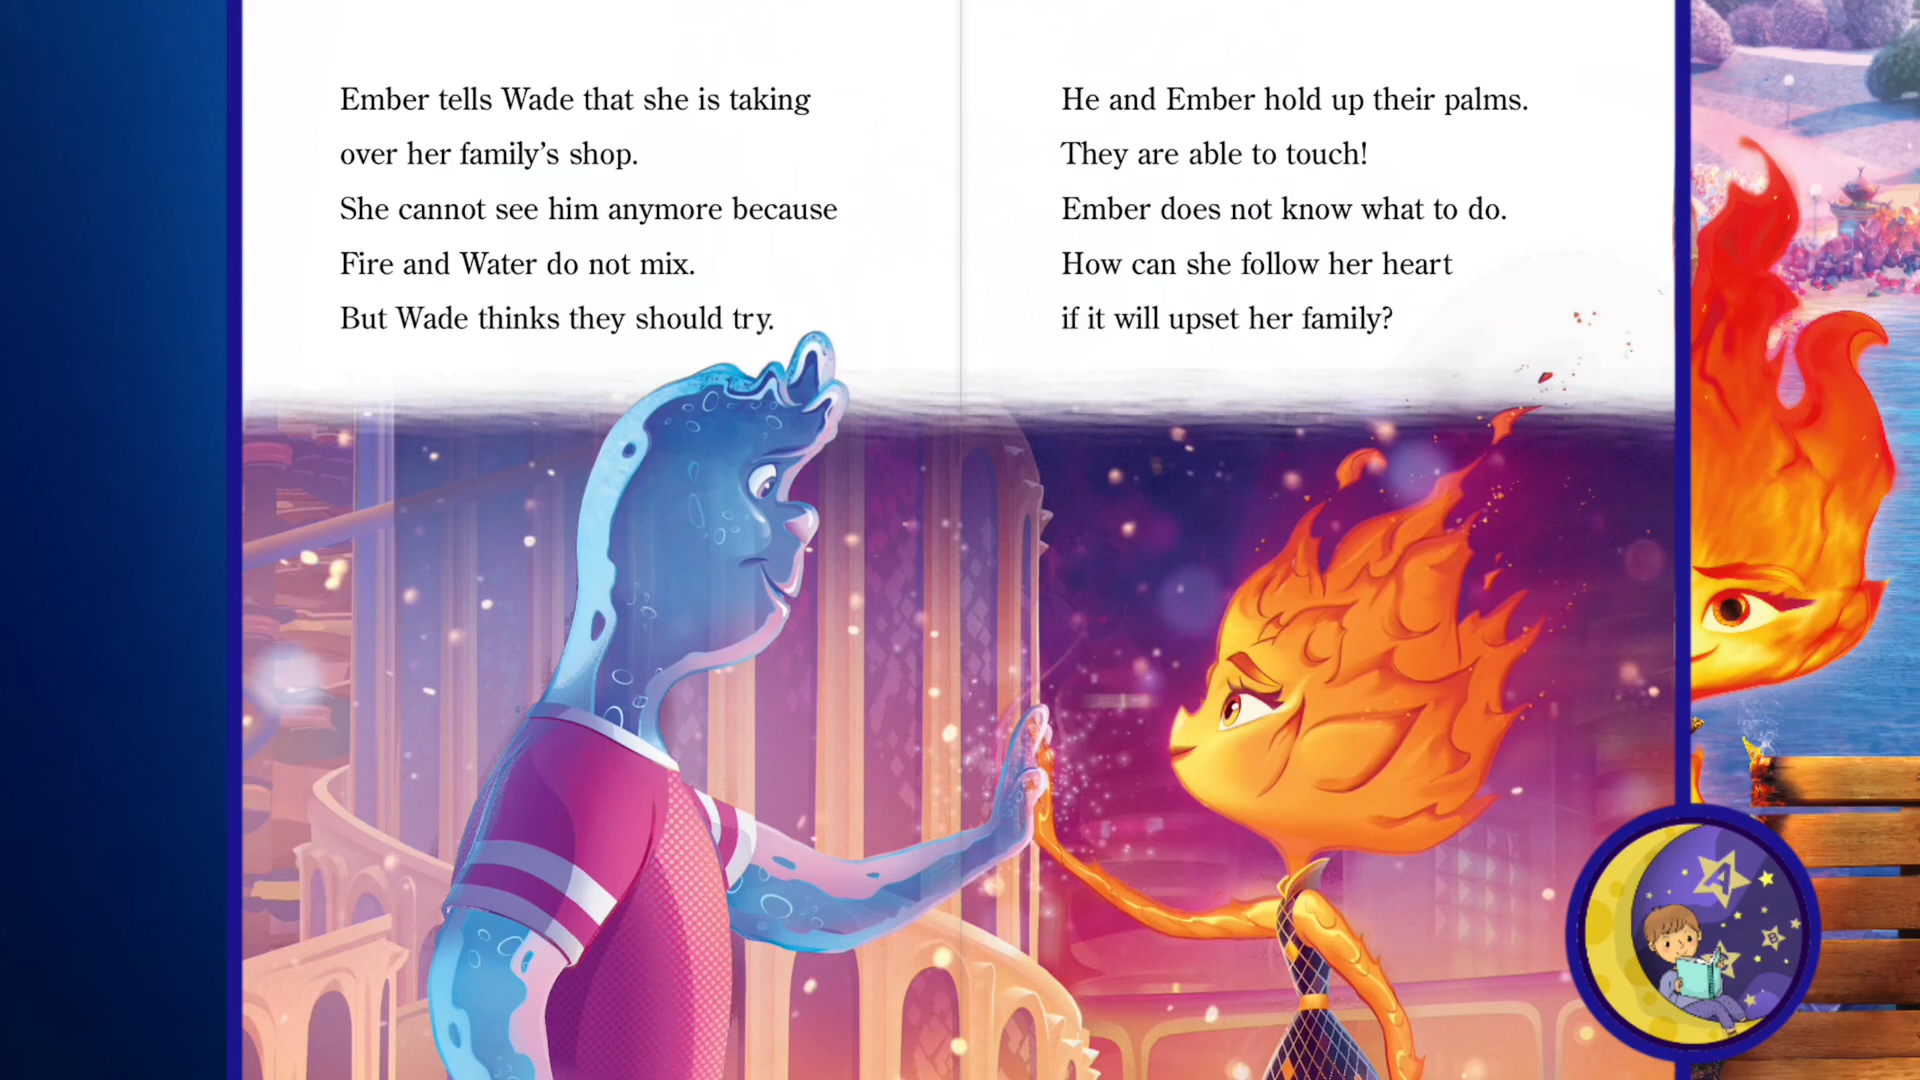 Ember tells Wade that she is taking
over her family’s shop.
She cannot see him anymore because
Fire and Water do not mix.
But Wade thinks they should try.
He and Ember hold up their palms.
They are able to touch!
Ember does not know what to do.
How can she follow her heart
if it will upset her family?
A
B